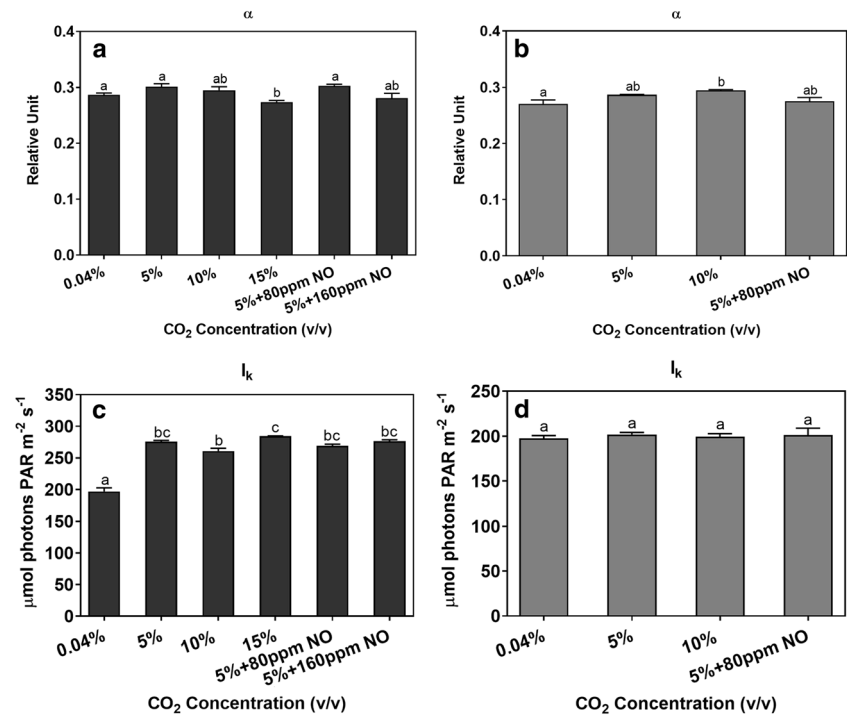 α
a
Relative Unit
0.4
0.3
0.2
0.1
0.0
a
a
ab
b
a
ab
0.04%
5%
10%
15%
5%+80ppm NO
5%+160ppm NO
CO2 Concentration (v/v)
α
b
Relative Unit
0.4
0.3
0.2
0.1
0.0
a
ab
b
ab
0.04%
5%
10%
5%+80ppm NO
CO2 Concentration (v/v)
Ik
c
μmol photons PAR m-2 s-1
350
300
250
200
150
100
50
0
a
bc
b
c
bc
bc
0.04%
5%
10%
15%
5%+80ppm NO
5%+160ppm NO
CO2 Concentration (v/v)
Ik
d
μmol photons PAR m-2 s-1
250
200
150
100
50
0
a
a
a
a
0.04%
5%
10%
5%+80ppm NO
CO2 Concentration (v/v)